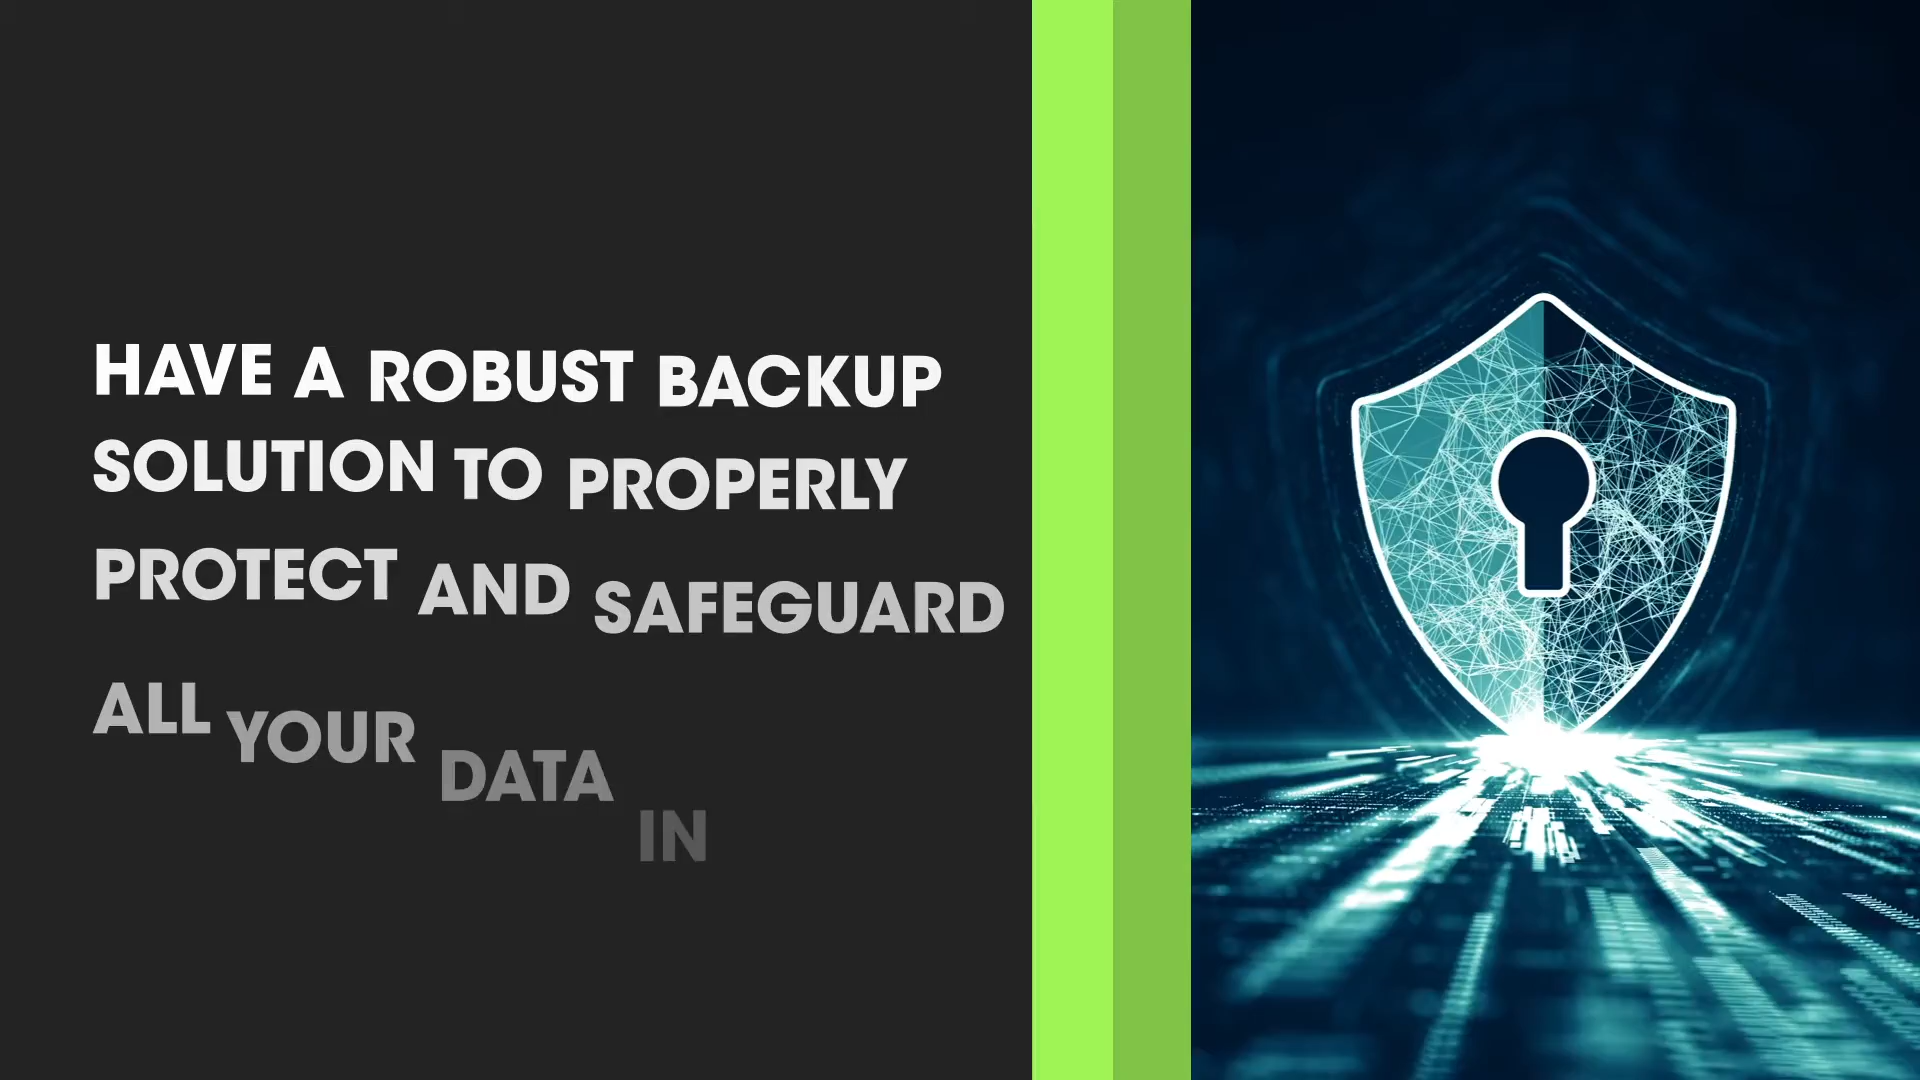 HAVE A ROBUST BACKUP
SOLUTION TO PROPERLY
PROTECT AND SAFEGUARD
ALL YOUR DATA IN